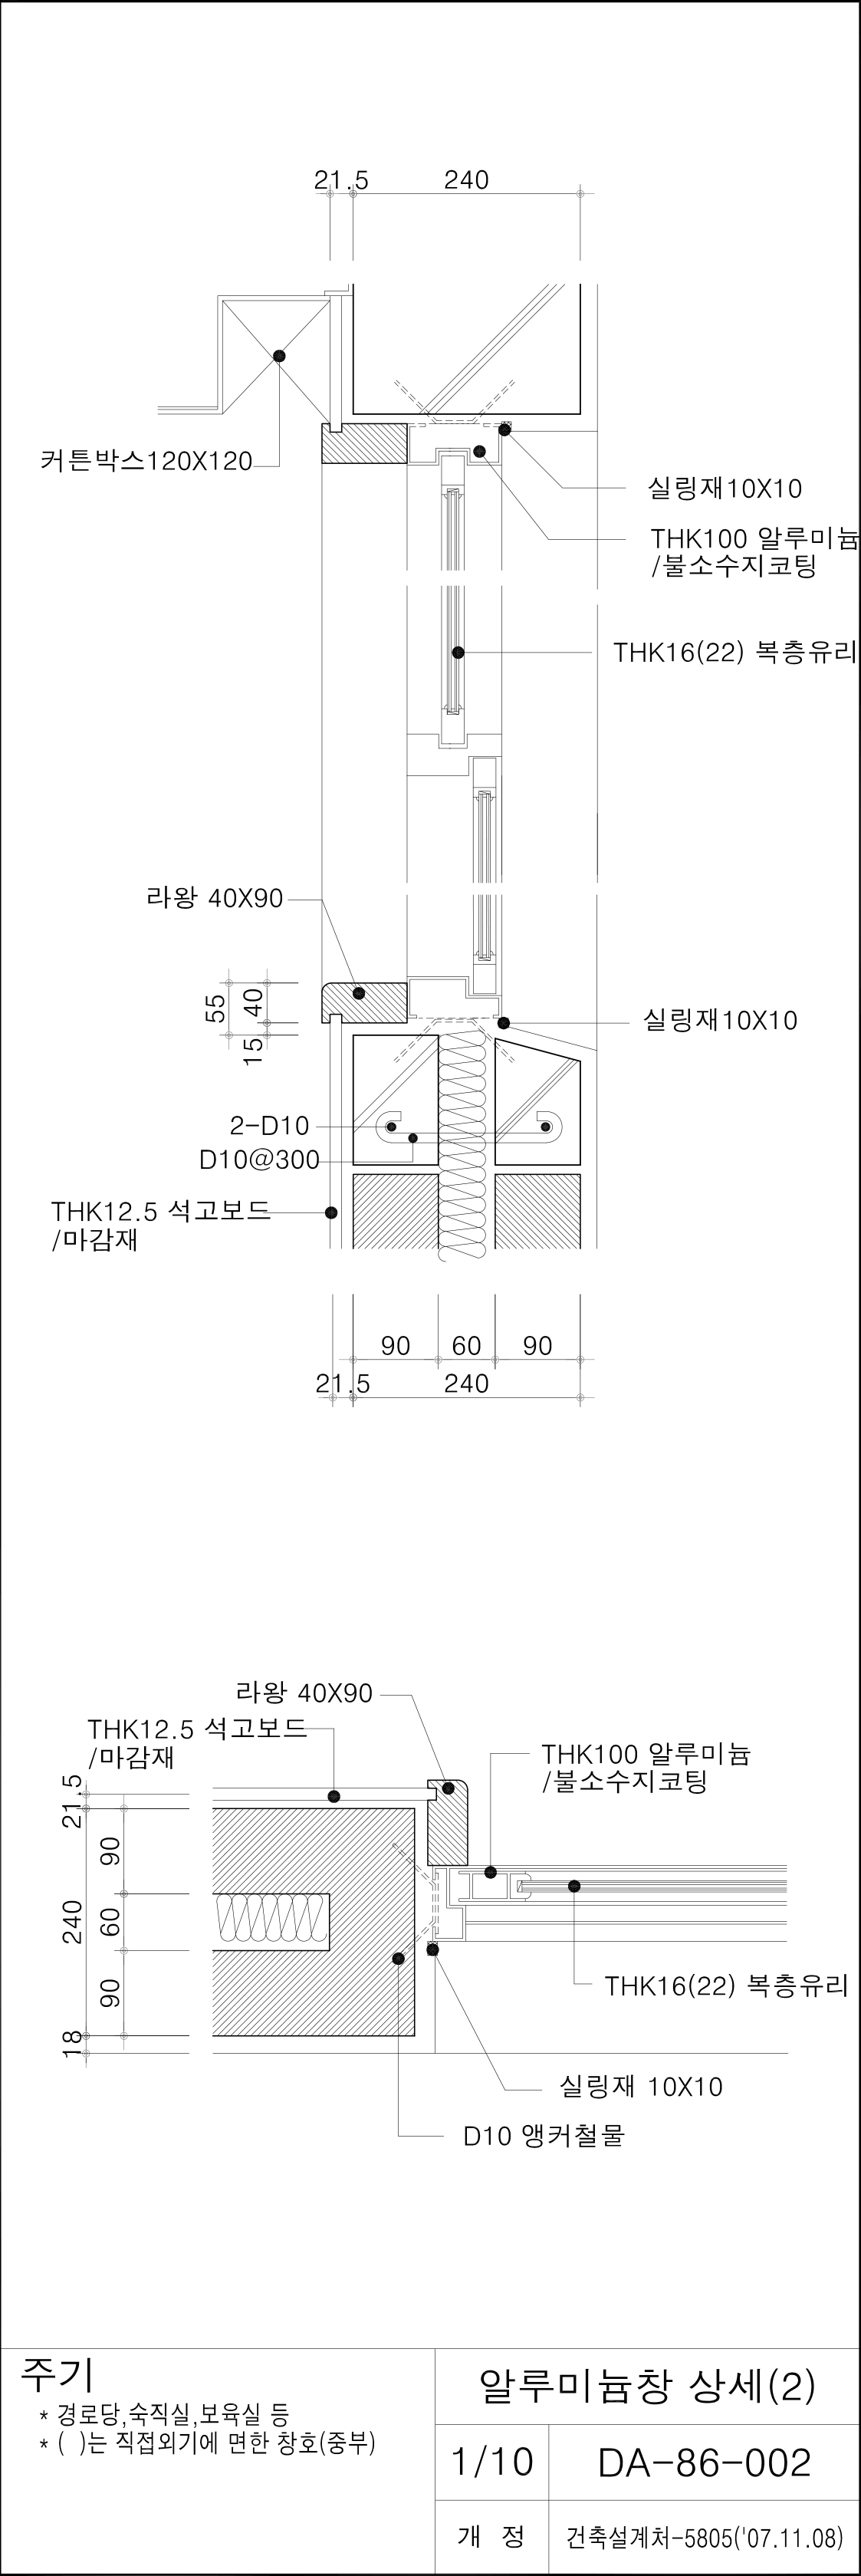 21.5
240
커튼박스120X120
실링재10X10
THK100 알루미늄
/불소수지코팅
THK16(22) 복층유리
라왕 40X90
55
40
15
실링재10X10
2-D10
D10@300
THK12.5 석고보드
/마감재
90
60
90
21.5
240
라왕 40X90
THK12.5 석고보드
/마감재
THK100 알루미늄
/불소수지코팅
21.5
90
240
60
90
18
THK16(22) 복층유리
실링재 10X10
D10 앵커철물
주기
* 경로당,숙직실,보육실 등
* ( )는 직접외기에 면한 창호(중부)
알루미늄창 상세(2)
1/10
DA-86-002
개 정
건축설계처-5805('07.11.08)